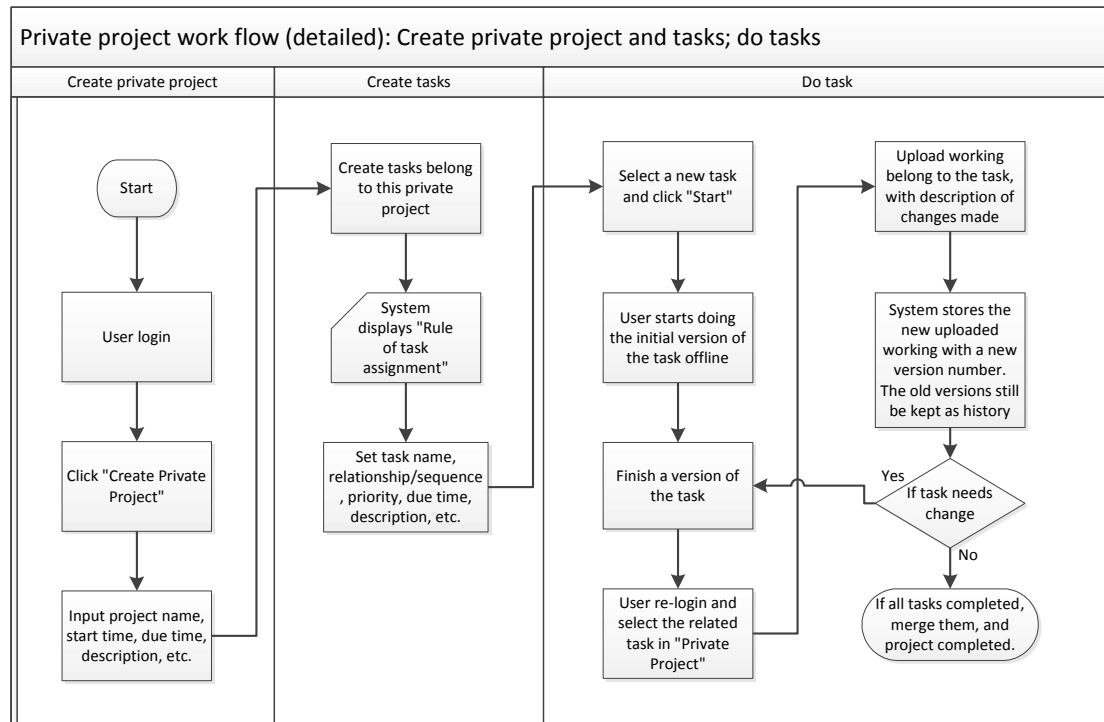 Private project work flow (detailed): Create private project and tasks; do tasks
Create private project
Create tasks
Do task
Start
User login
Click "Create Private
Project"
Input project name,
start time, due time,
description, etc.
Create tasks belong
to this private
project
System
displays "Rule
of task
assignment"
Set task name,
relationship/sequence
, priority, due time,
description, etc.
Select a new task
and click "Start"
User starts doing
the initial version of
the task offline
Finish a version of
the task
User re-login and
select the related
task in "Private
Project"
Upload working
belong to the task,
with description of
changes made
System stores the
new uploaded
working with a new
version number.
The old versions still
be kept as history
Yes
If task needs
change
No
If all tasks completed,
merge them, and
project completed.